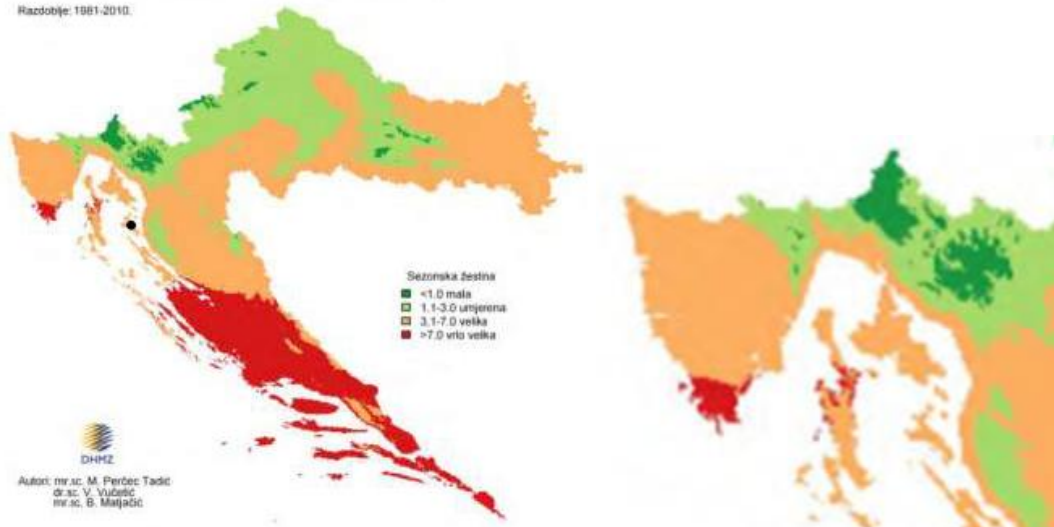 Razdoblje: 1981-2010.
Sezonska žestina
<1.0 mala
1.1-3.0 umjerena
3.1-7.0 velika
>7.0 vrlo velika
DHMZ
Autori: mr.sc. M. Perčec Tadić
dr.sc. V. Vučetić
mr.sc. B. Matjačić